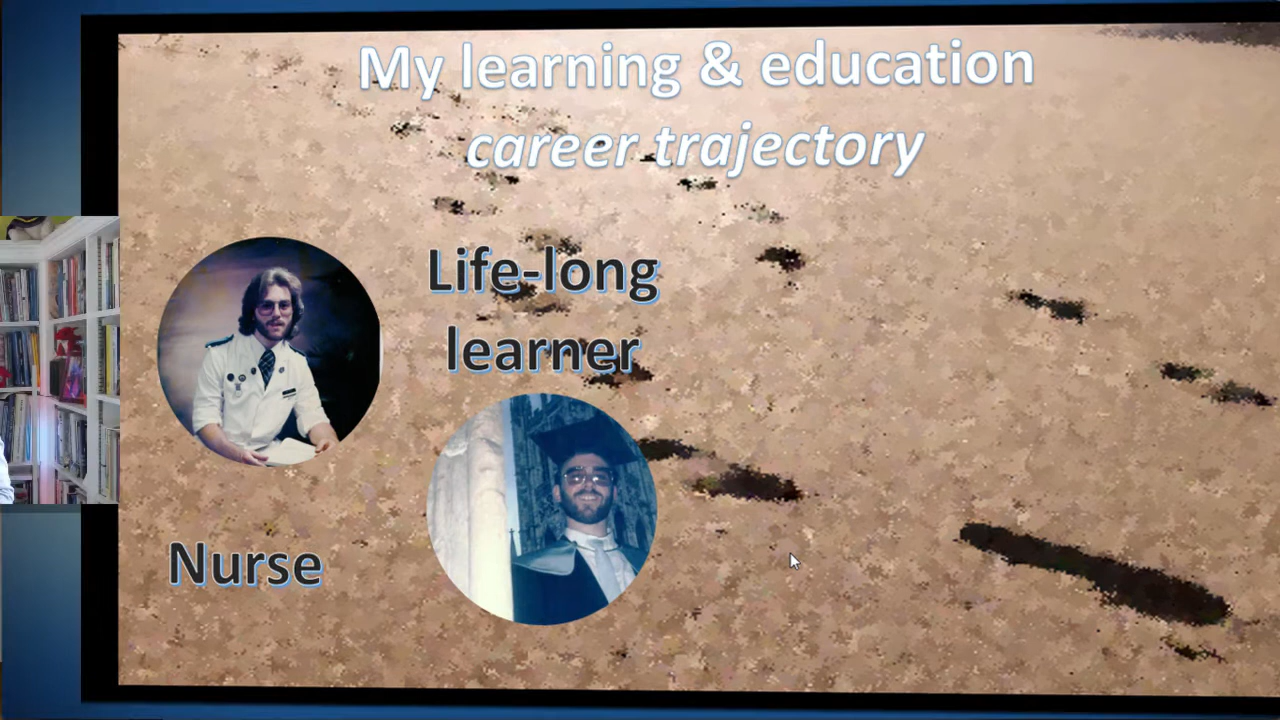 My learning & education
career trajectory
Life-long
learner
Nurse